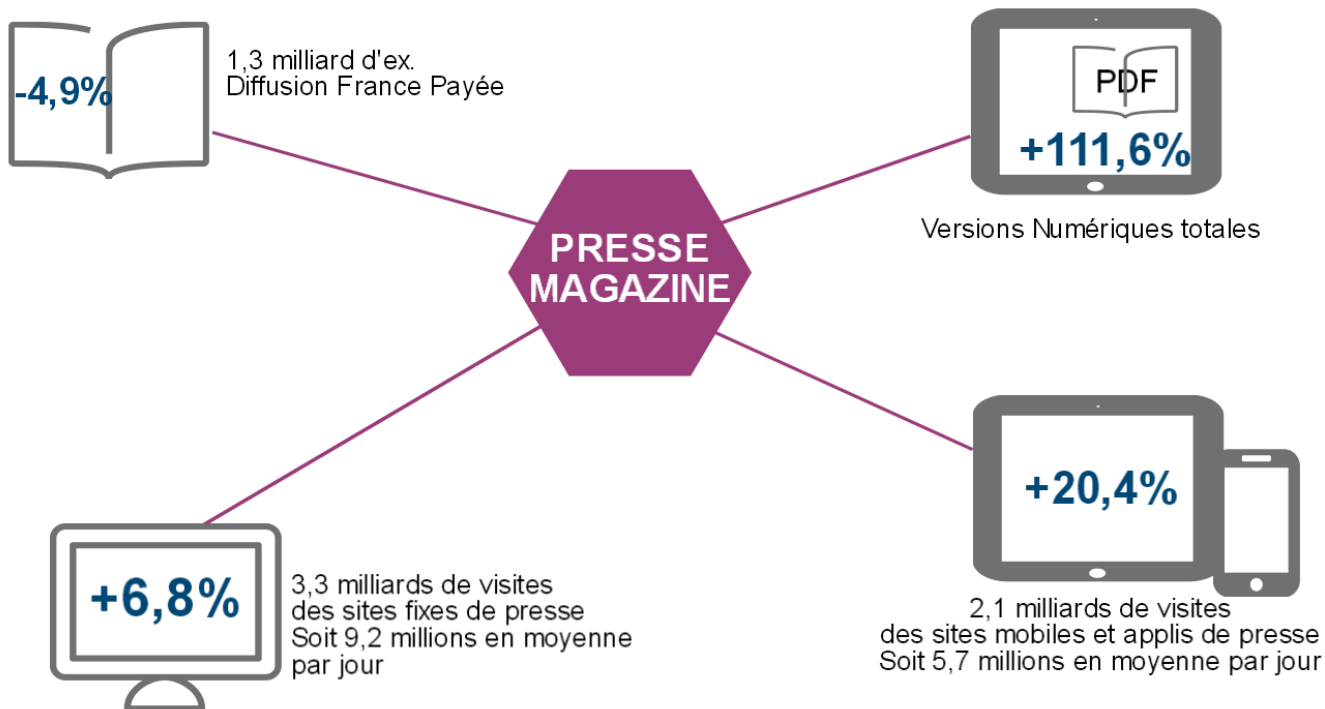 -4,9%
1,3 milliard d'ex.
Diffusion France Payée
PDF
+111,6%
Versions Numériques totales
PRESSE
MAGAZINE
+6,8%
3,3 milliards de visites
des sites fixes de presse
Soit 9,2 millions en moyenne
par jour
+20,4%
2,1 milliards de visites
des sites mobiles et applis de presse
Soit 5,7 millions en moyenne par jour